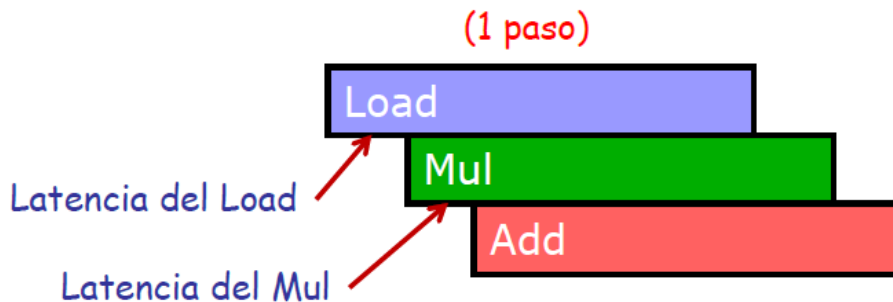 (1 paso)
Load
Mul
Latencia del Load
Add
Latencia del Mul